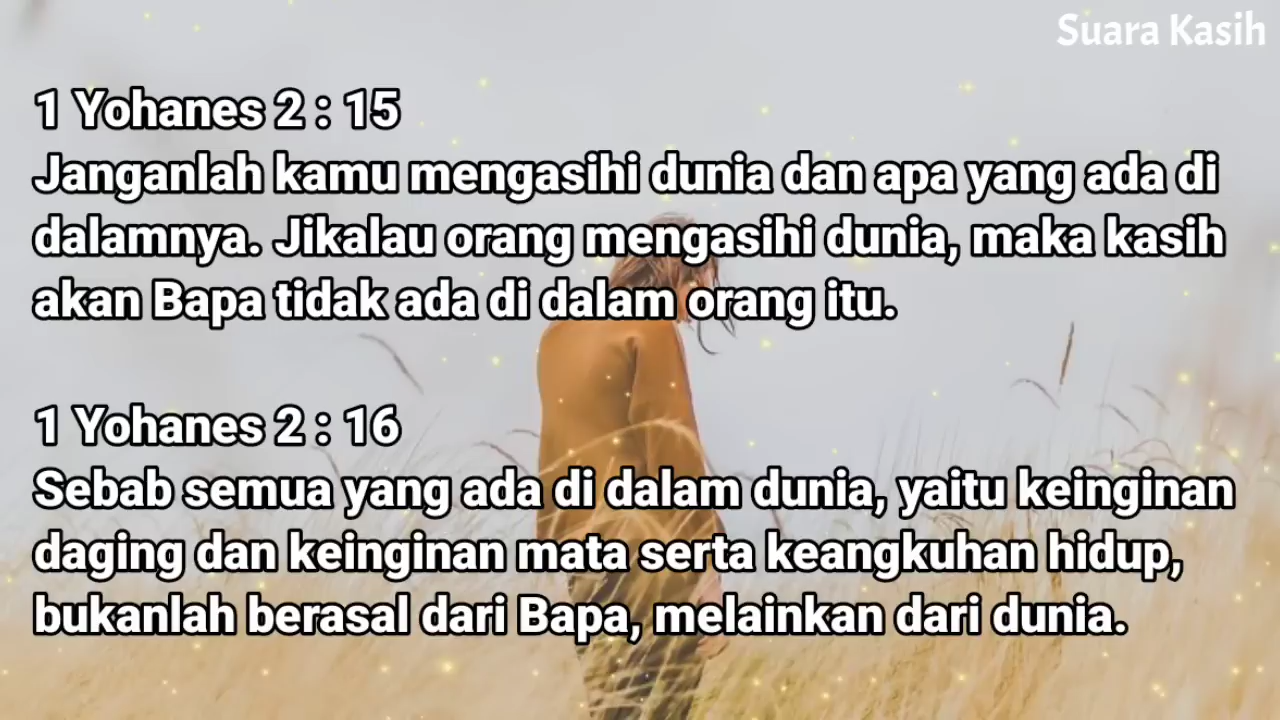 Suara Kasih
1 Yohanes 2 : 15
Janganlah kamu mengasihi dunia dan apa yang ada di
dalamnya. Jikalau orang mengasihi dunia, maka kasih
akan Bapa tidak ada di dalam orang itu.
1 Yohanes 2 : 16
Sebab semua yang ada di dalam dunia, yaitu keinginan
daging dan keinginan mata serta keangkuhan hidup,
bukanlah berasal dari Bapa, melainkan dari dunia.